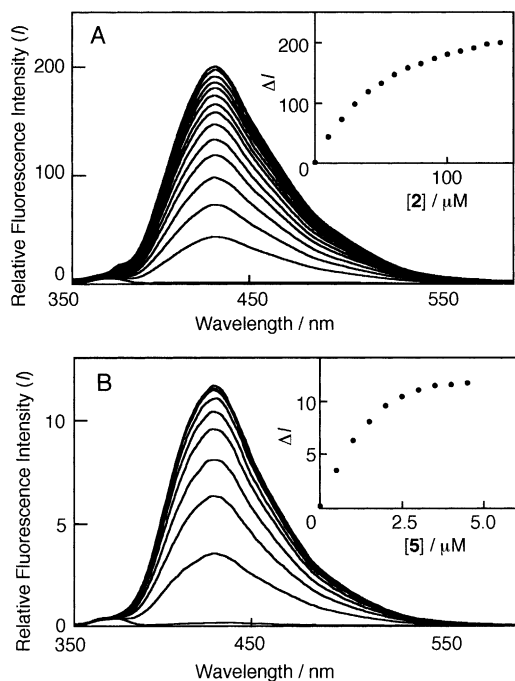 A
Relative Fluorescence Intensity (I)
200
100
0
350
450
550
Wavelength / nm
ΔI
200
100
0
100
[2] / μM
B
Relative Fluorescence Intensity (I)
10
5
0
350
450
550
Wavelength / nm
ΔI
10
5
0
2.5
5.0
[5] / μM